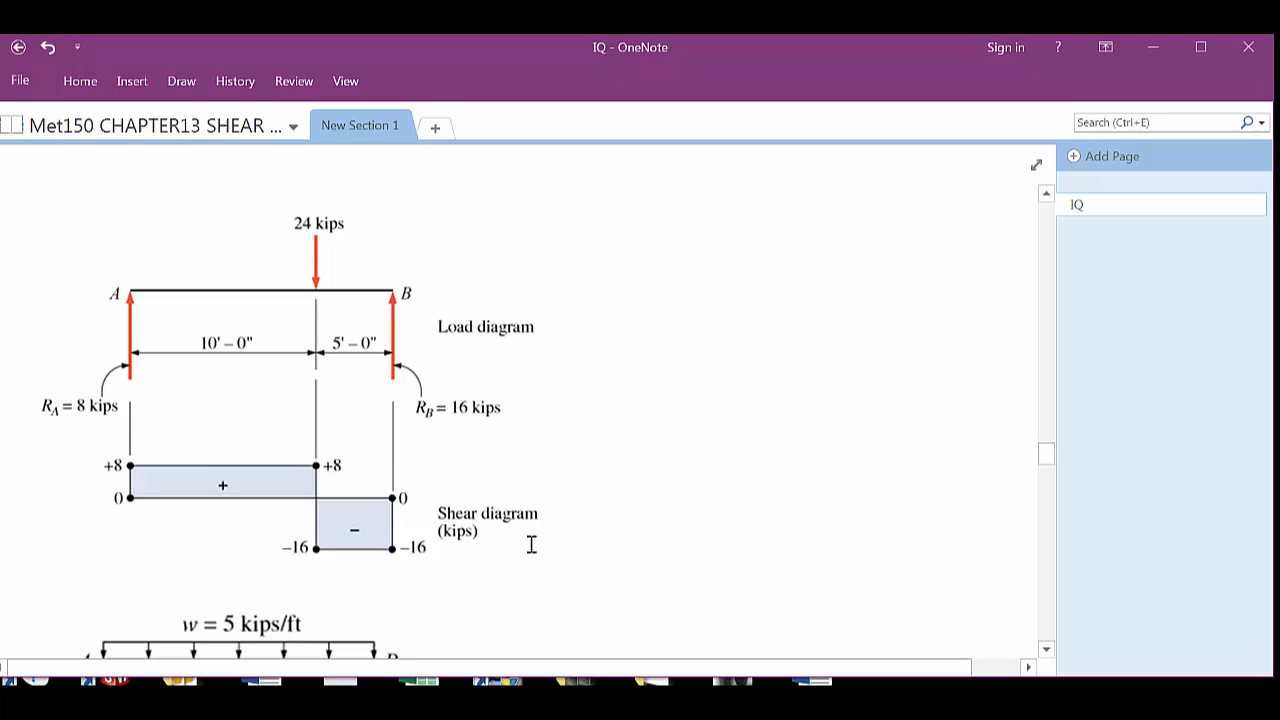 IQ - OneNote
Sign in
?
File
Home
Insert
Draw
History
Review
View
Met150 CHAPTER13 SHEAR ...
New Section 1
+
Search (Ctrl+E)
Add Page
IQ
24 kips
A
B
Load diagram
10' – 0"
5' – 0"
R_A = 8 kips
R_B = 16 kips
+8
+8
+
0
0
Shear diagram
–
(kips)
–16
–16
w = 5 kips/ft